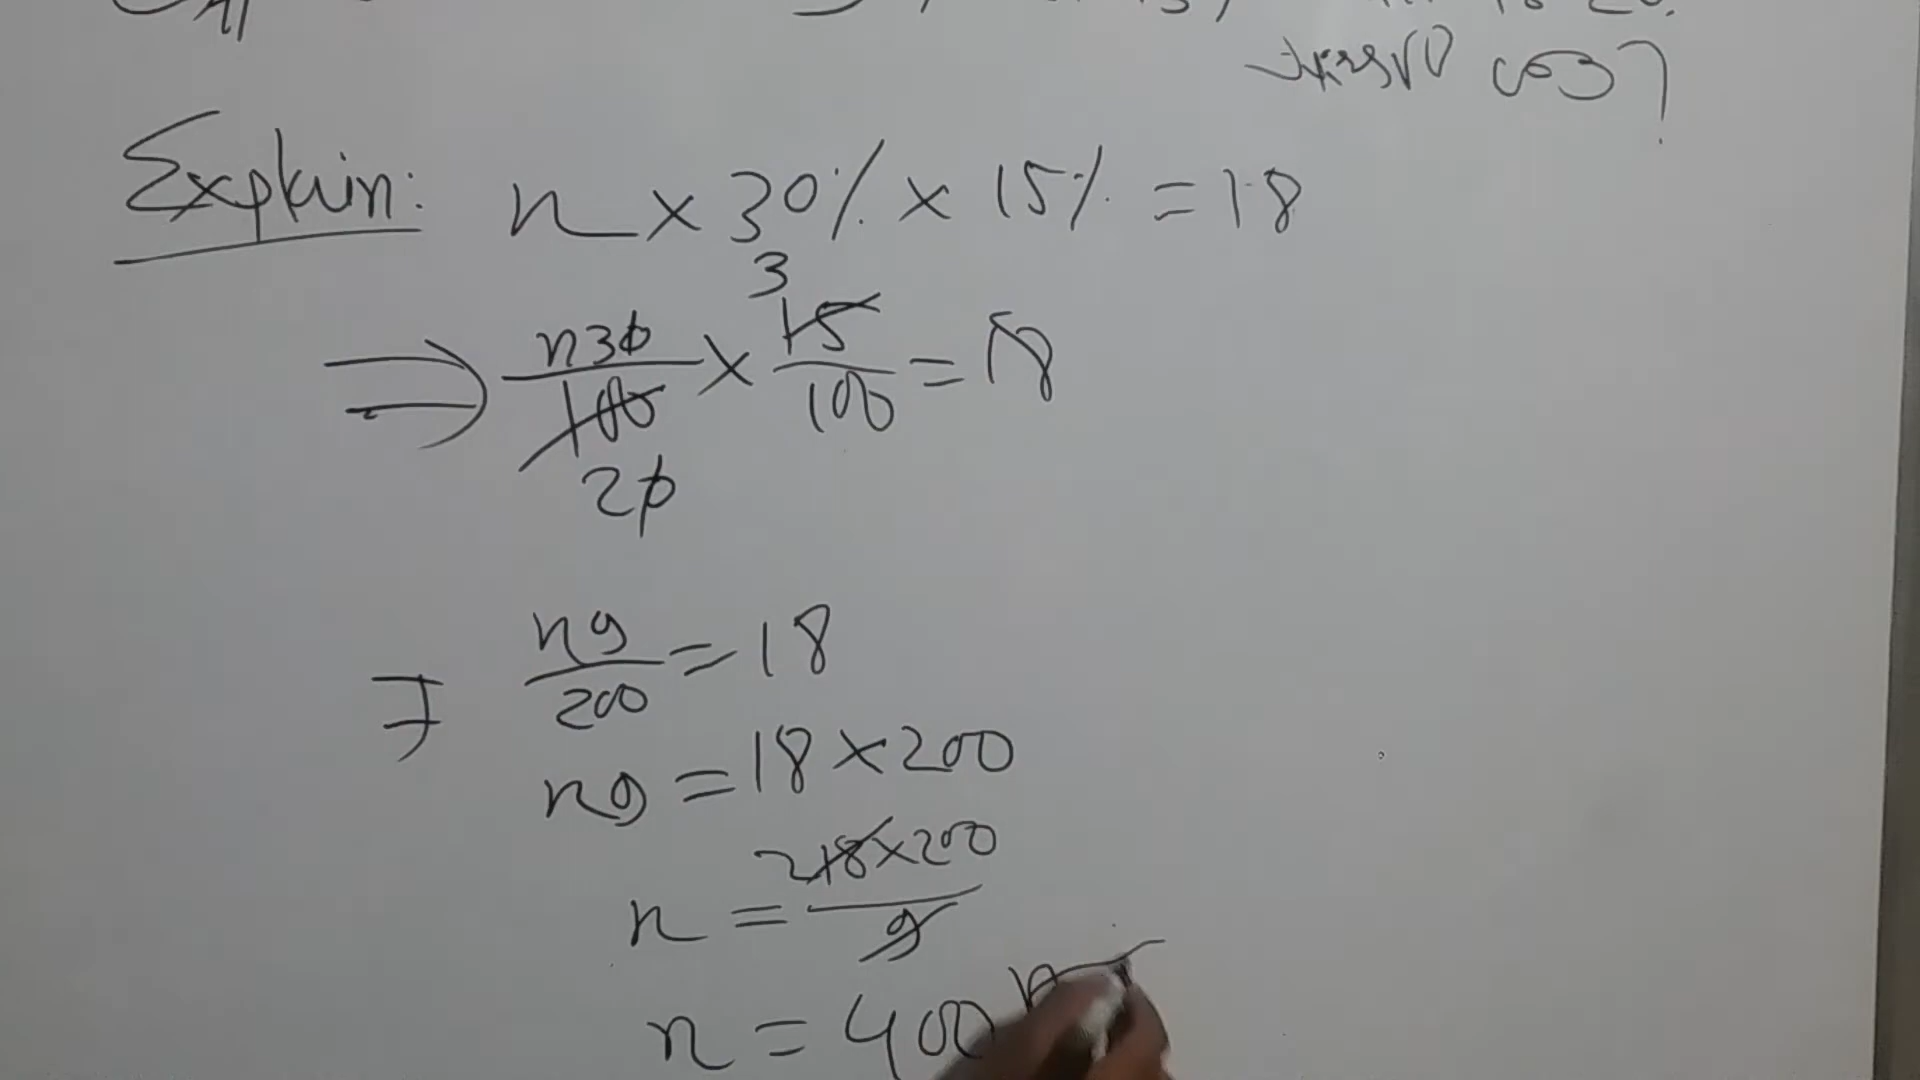 Explain: n × 30% × 15% = 18
3
⇒ n30/100 × 15/100 = 18
20
⇒ n9/200 = 18
n9 = 18 × 200
n = 2 18×200/9
n = 400